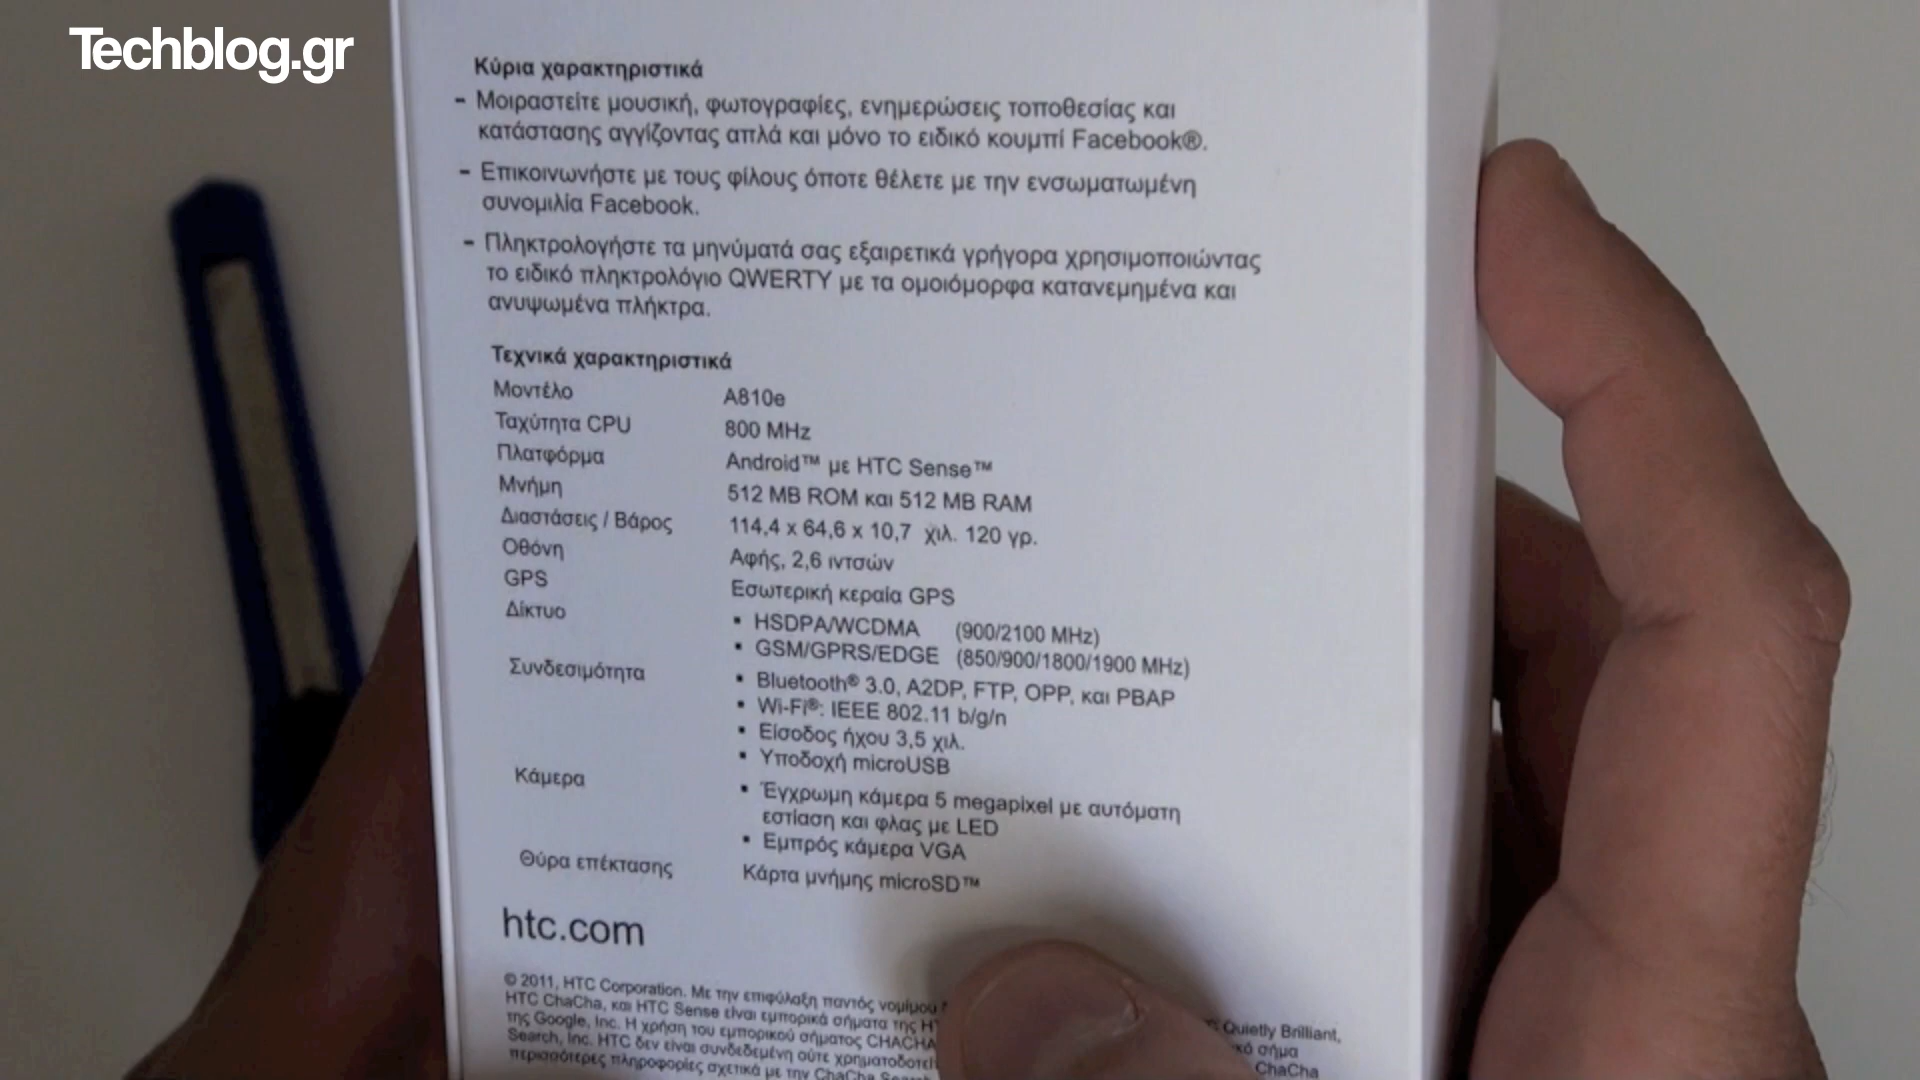 Techblog.gr
Κύρια χαρακτηριστικά
- Μοιραστείτε μουσική, φωτογραφίες, ενημερώσεις τοποθεσίας και
κατάστασης αγγίζοντας απλά και μόνο το ειδικό κουμπί Facebook®.
- Επικοινωνήστε με τους φίλους όποτε θέλετε με την ενσωματωμένη
συνομιλία Facebook.
- Πληκτρολογήστε τα μηνύματά σας εξαιρετικά γρήγορα χρησιμοποιώντας
το ειδικό πληκτρολόγιο QWERTY με τα ομοιόμορφα κατανεμημένα και
ανυψωμένα πλήκτρα.
Τεχνικά χαρακτηριστικά
Μοντέλο A810e
Ταχύτητα CPU 800 MHz
Πλατφόρμα Android™ με HTC Sense™
Μνήμη 512 MB ROM και 512 MB RAM
Διαστάσεις / Βάρος 114,4 x 64,6 x 10,7 χιλ. 120 γρ.
Οθόνη Αφής, 2,6 ιντσών
GPS Εσωτερική κεραία GPS
Δίκτυο ▪ HSDPA/WCDMA (900/2100 MHz)
▪ GSM/GPRS/EDGE (850/900/1800/1900 MHz)
Συνδεσιμότητα ▪ Bluetooth® 3.0, A2DP, FTP, OPP, και PBAP
▪ Wi-Fi®: IEEE 802.11 b/g/n
▪ Είσοδος ήχου 3,5 χιλ.
▪ Υποδοχή microUSB
Κάμερα ▪ Έγχρωμη κάμερα 5 megapixel με αυτόματη
εστίαση και φλας με LED
▪ Εμπρός κάμερα VGA
Θύρα επέκτασης Κάρτα μνήμης microSD™
htc.com
© 2011, HTC Corporation. Με την επιφύλαξη παντός νομίμου
HTC ChaCha, και HTC Sense είναι εμπορικά σήματα της Quietly Brilliant,
της Google, Inc. Η χρήση του εμπορικού σήματος CHACHA σήμα
Search, Inc. HTC δεν είναι συνδεδεμένη ούτε ChaCha
περισσότερες πληροφορίες σχετικά με την ChaCha